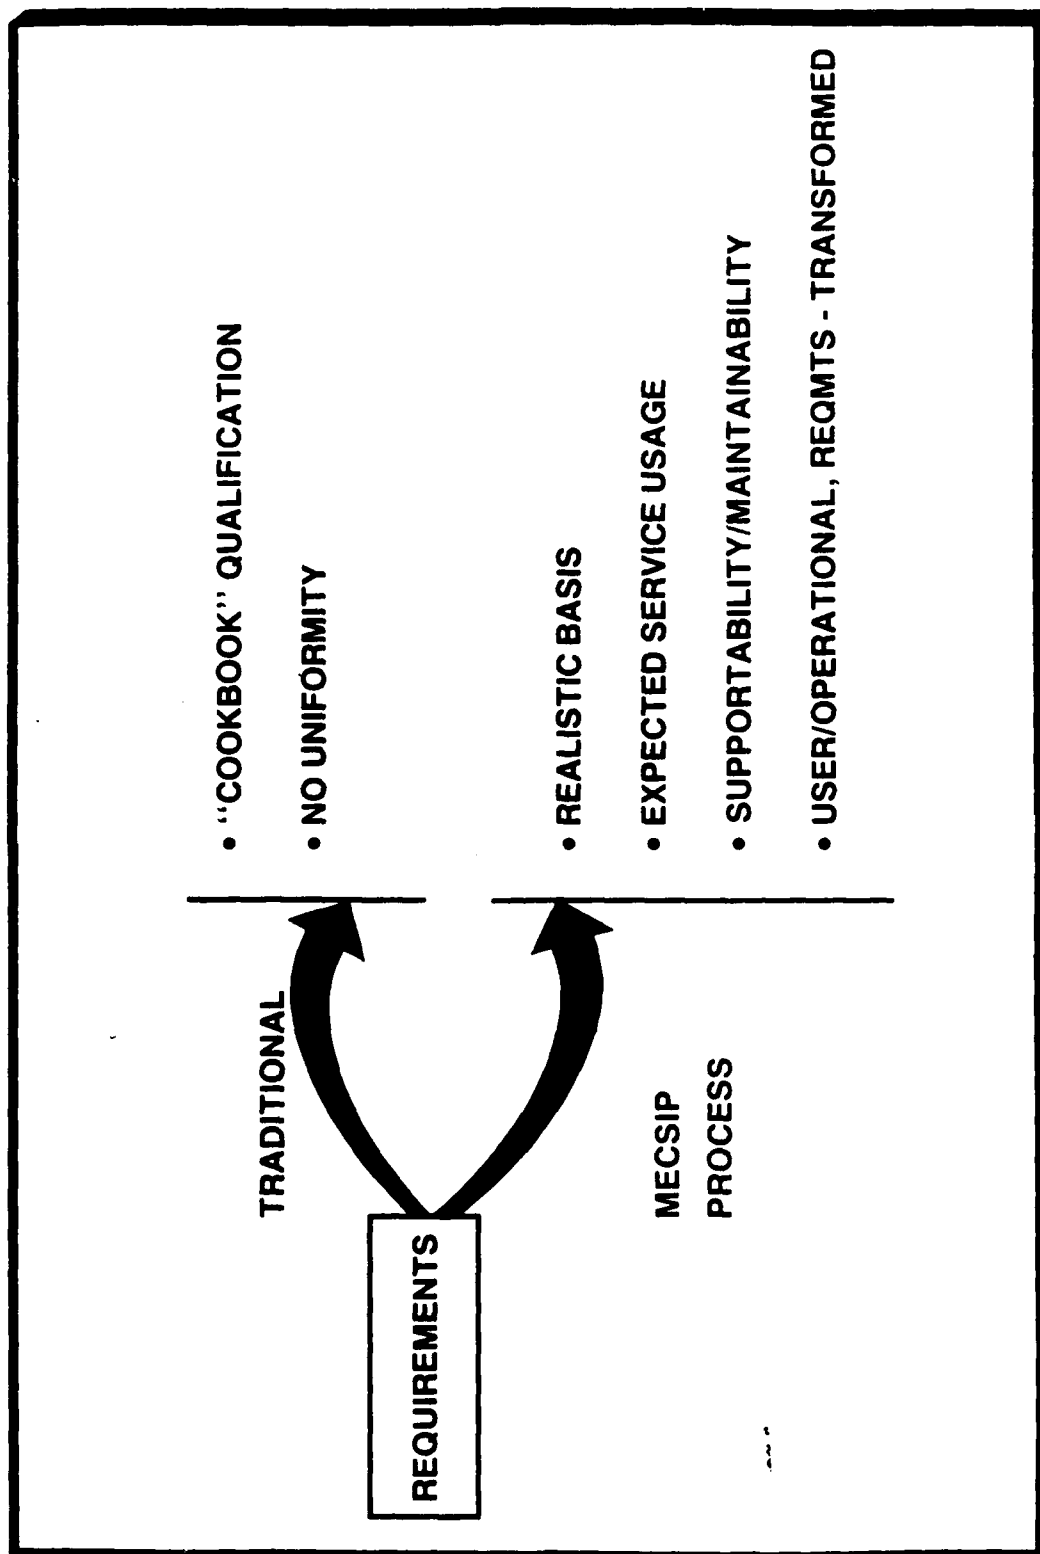 REQUIREMENTS
TRADITIONAL
• "COOKBOOK" QUALIFICATION
• NO UNIFORMITY
MECSIP
PROCESS
• REALISTIC BASIS
• EXPECTED SERVICE USAGE
• SUPPORTABILITY/MAINTAINABILITY
• USER/OPERATIONAL, REQMTS - TRANSFORMED